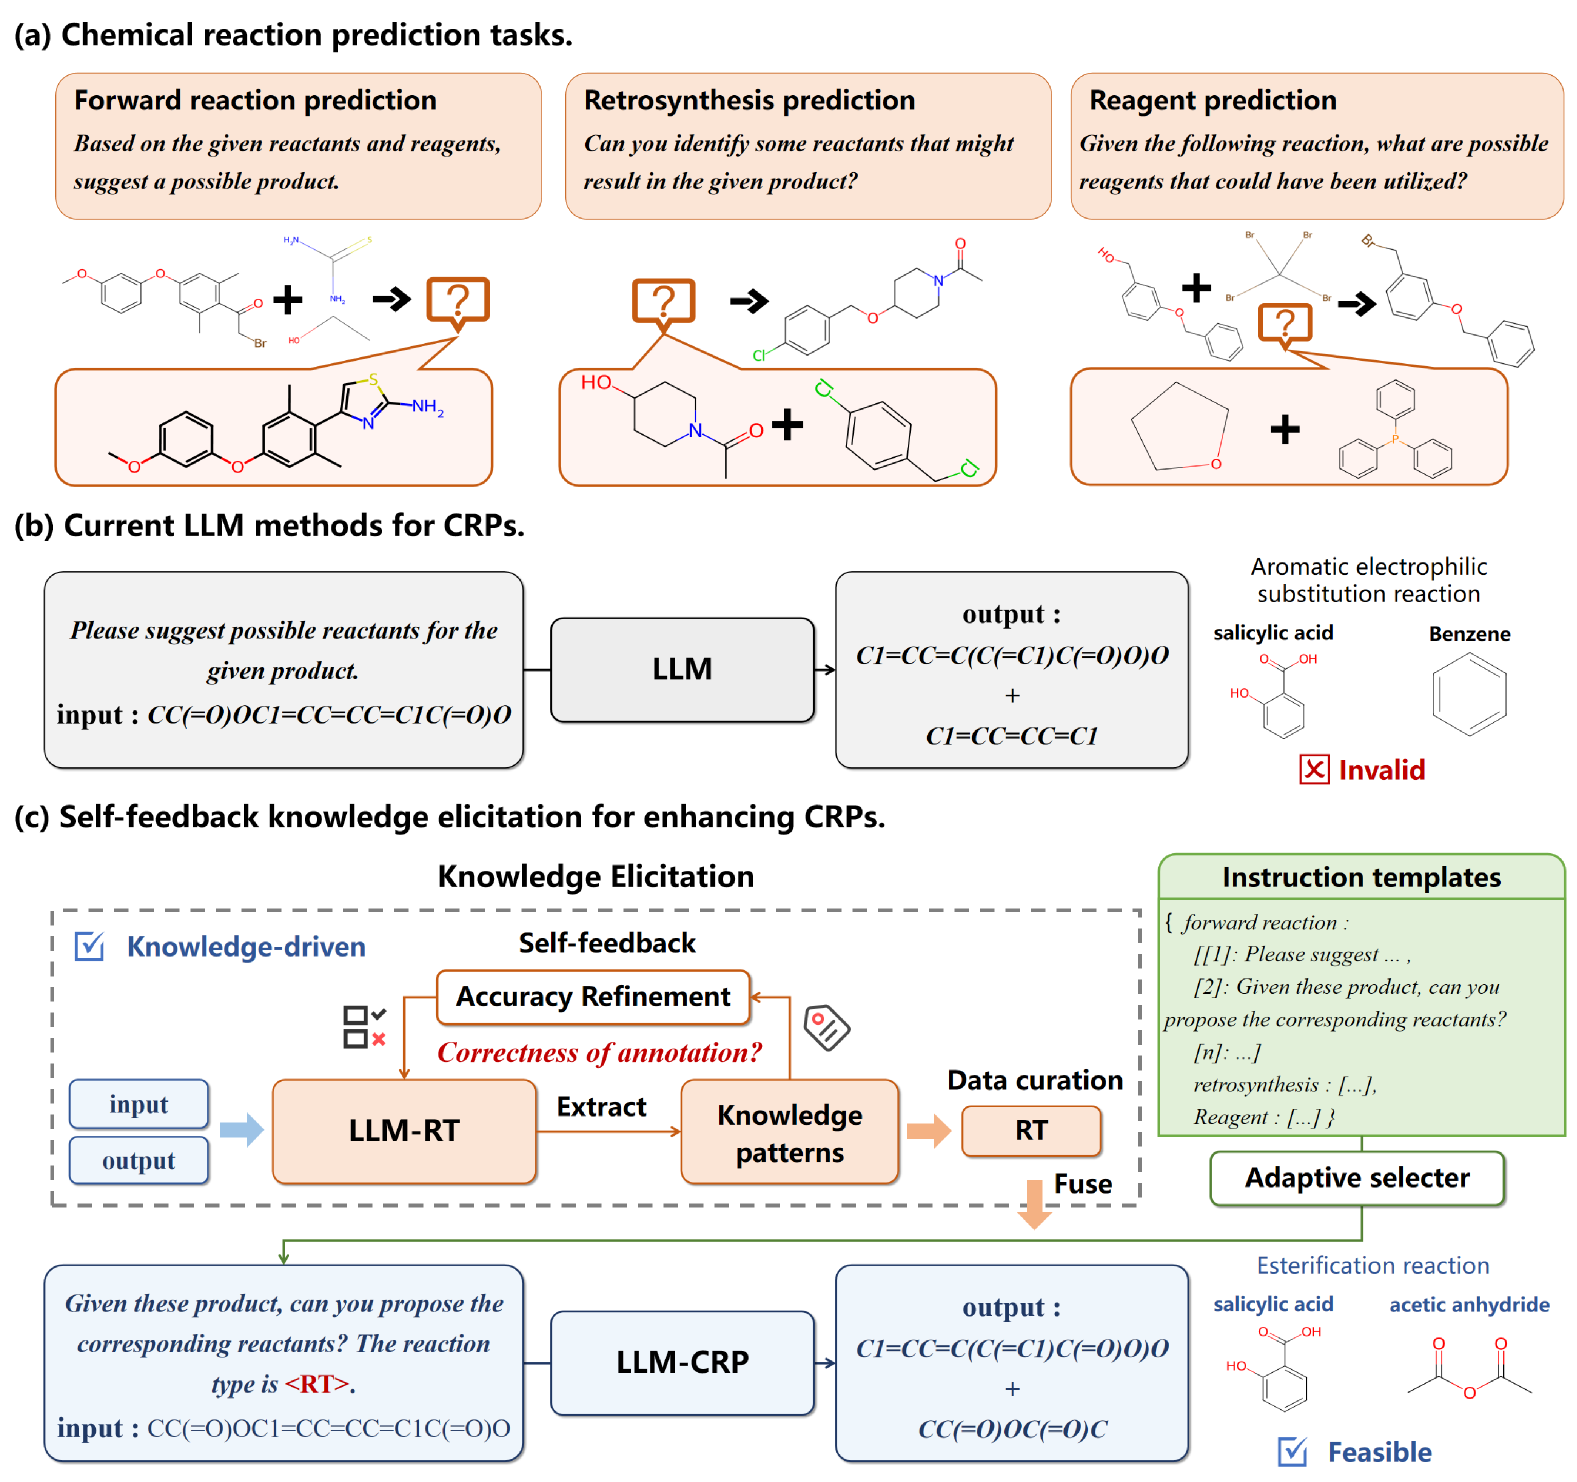 (a) Chemical reaction prediction tasks.
Forward reaction prediction
Based on the given reactants and reagents,
suggest a possible product.
Retrosynthesis prediction
Can you identify some reactants that might
result in the given product?
Reagent prediction
Given the following reaction, what are possible
reagents that could have been utilized?
O
O
O
Br
H₂N
S
NH₂
HO
?
S
N
NH₂
O
O
?
O
N
O
Cl
HO
N
O
Cl
Cl
HO
O
Br
Br
Br
Br
?
Br
O
O
P
(b) Current LLM methods for CRPs.
Please suggest possible reactants for the
given product.
input : CC(=O)OC1=CC=CC=C1C(=O)O
LLM
output :
C1=CC=C(C(=C1)C(=O)O)O
+
C1=CC=CC=C1
Aromatic electrophilic
substitution reaction
salicylic acid
Benzene
O
OH
HO
Invalid
(c) Self-feedback knowledge elicitation for enhancing CRPs.
Knowledge Elicitation
Knowledge-driven
Self-feedback
Accuracy Refinement
Correctness of annotation?
input
output
LLM-RT
Extract
Knowledge
patterns
Data curation
RT
Fuse
Instruction templates
{ forward reaction :
[[1]: Please suggest ... ,
[2]: Given these product, can you
propose the corresponding reactants?
[n]: ...]
retrosynthesis : [...],
Reagent : [...] }
Adaptive selecter
Given these product, can you propose the
corresponding reactants? The reaction
type is <RT>.
input : CC(=O)OC1=CC=CC=C1C(=O)O
LLM-CRP
output :
C1=CC=C(C(=C1)C(=O)O)O
+
CC(=O)OC(=O)C
Esterification reaction
salicylic acid
acetic anhydride
O
OH
HO
O
O
O
Feasible